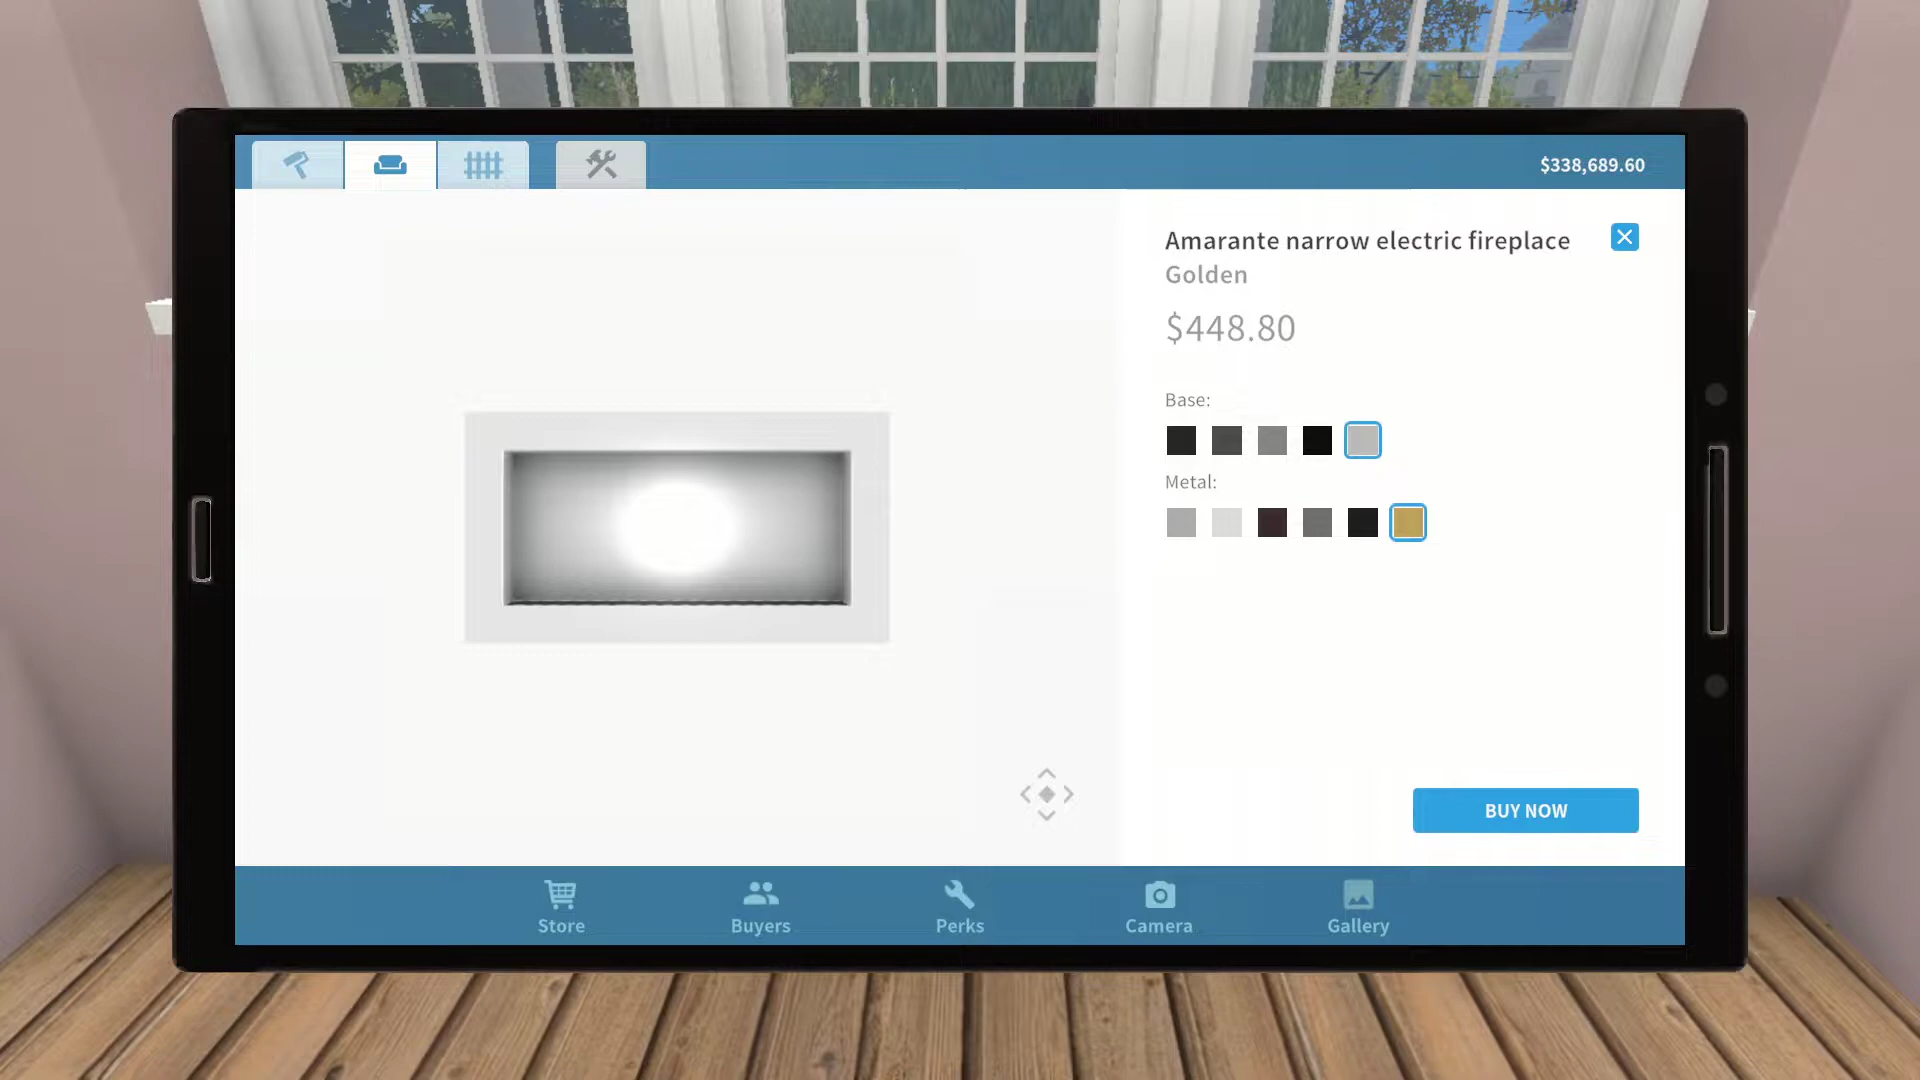 $338,689.60
Amarante narrow electric fireplace
Golden
$448.80
Base:
Metal:
BUY NOW
Store
Buyers
Perks
Camera
Gallery